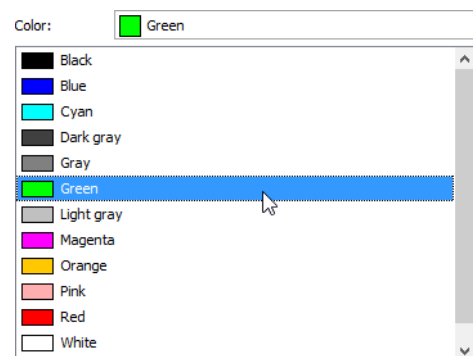 Color: Green
Black
Blue
Cyan
Dark gray
Gray
Green
Light gray
Magenta
Orange
Pink
Red
White